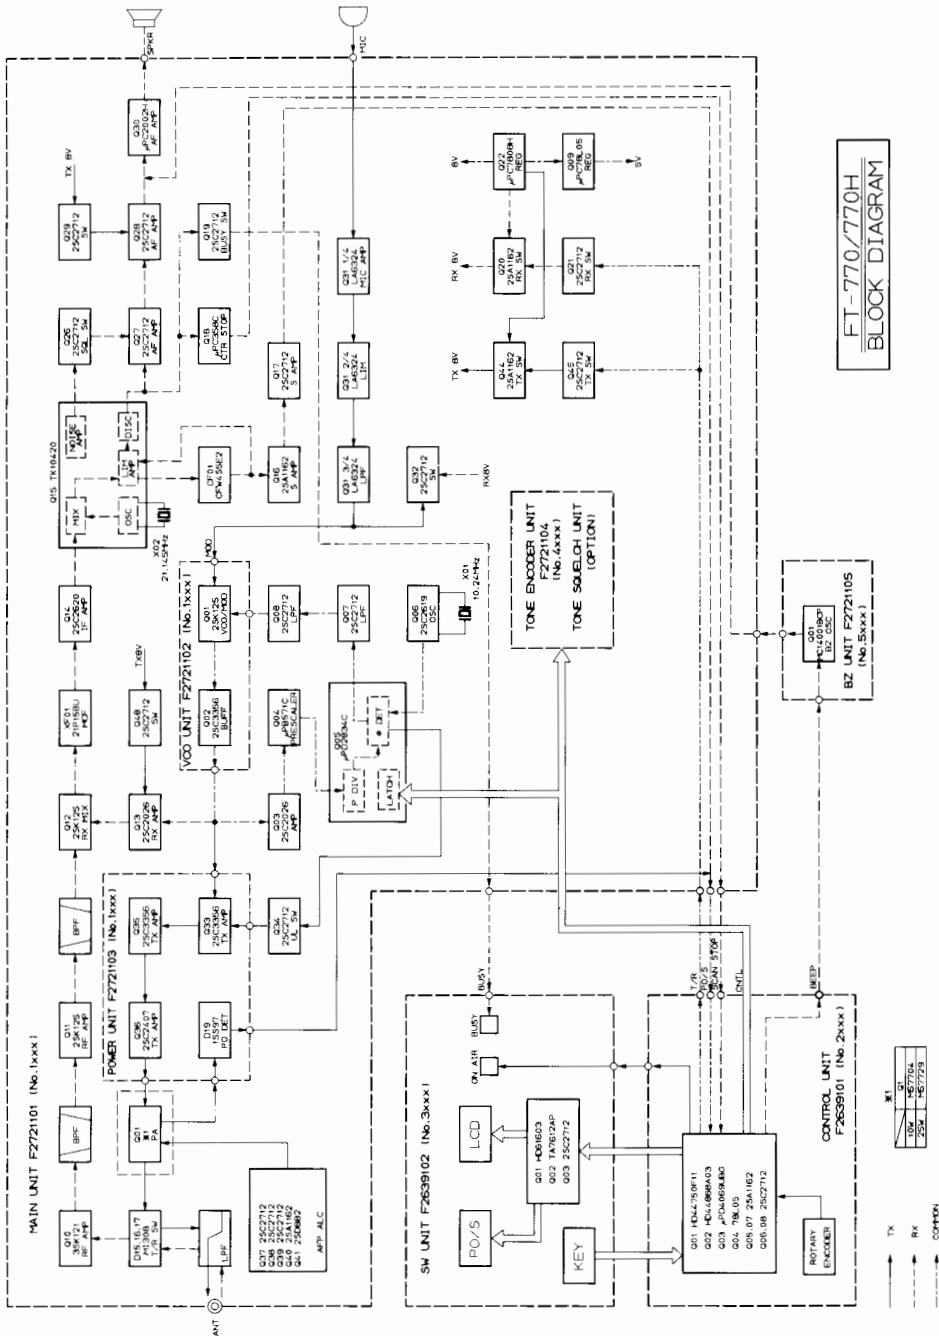 FT-770/770H
BLOCK DIAGRAM
MAIN UNIT F2721101 (No.1xxx)
ANT
LPF
D15,16,17
MI308
T/R SW
Q10
3SK121
RF AMP
BPF
Q11
2SK125
RF AMP
BPF
Q12
2SK125
RX MIX
XF01
21P15BU
MCF
Q14
2SC2620
IF AMP
Q15 TK10420
MIX
OSC
LIM
AMP
NOISE
AMP
DISC
X02
21.145MHz
Q26
2SC2712
SQL SW
Q29
2SC2712
SW
TX 8V
Q30
μPC2002H
AF AMP
SPKR
Q27
2SC2712
AF AMP
Q28
2SC2712
AF AMP
Q18
μPC358C
CTR STOP
Q19
2SC2712
BUSY SW
CF01
CFW455E2
Q16
2SA1162
S AMP
Q17
2SC2712
S AMP
Q13
2SC2026
RX AMP
Q48
2SC2712
SW
TX8V
Q01
※1
PA
POWER UNIT F2721103 (No.1xxx)
Q36
2SC2407
TX AMP
Q35
2SC3356
TX AMP
Q33
2SC3356
TX AMP
D19
1SS97
PO DET
Q34
2SC2712
UL SW
Q37 2SC2712
Q38 2SC2712
Q39 2SC2712
Q40 2SA1162
Q41 2SD882
AFP ALC
VCO UNIT F2721102 (No.1xxx)
Q02
2SC3356
BUFF
Q01
2SK125
VCO/MOD
MOD
Q03
2SC2026
AMP
Q04
μPB571C
PRESCALER
Q08
2SC2712
LPF
Q07
2SC2712
LPF
Q05
μPD2834C
P DIV
φ DET
LATCH
Q06
2SC2619
OSC
X01
10.24MHz
MIC
Q31 1/4
LA6324
MIC AMP
Q31 2/4
LA6324
LIM
Q31 3/4
LA6324
LPF
Q32
2SC2712
SW
RX8V
8V
Q22
μPC7808H
REG
Q09
μPC78L05
REG
5V
RX 8V
Q20
2SA1162
RX SW
Q21
2SC2712
RX SW
TX 8V
Q44
2SA1162
TX SW
Q45
2SC2712
TX SW
TONE ENCODER UNIT
F2721104
(No.4xxx)
TONE SQUELCH UNIT
(OPTION)
Q01
MC14001BCP
BZ OSC
BZ UNIT F2721105
(No.5xxx)
SW UNIT F2639102 (No.3xxx)
BUSY
BUSY
ON AIR
LCD
PO/S
KEY
Q01 HD61603
Q02 TA7612AP
Q03 2SC2712
T/R
PO/S
SCAN STOP
CNTL
BEEP
CONTROL UNIT
F2639101 (No.2xxx)
Q01 HD44750F11
Q02 HD44868A03
Q03 μPD4069UBC
Q04 78L05
Q05,07 2SA1162
Q06,08 2SC2712
ROTARY
ENCODER
※1
Q1
10W M57704
25W M57729
TX
RX
COMMON